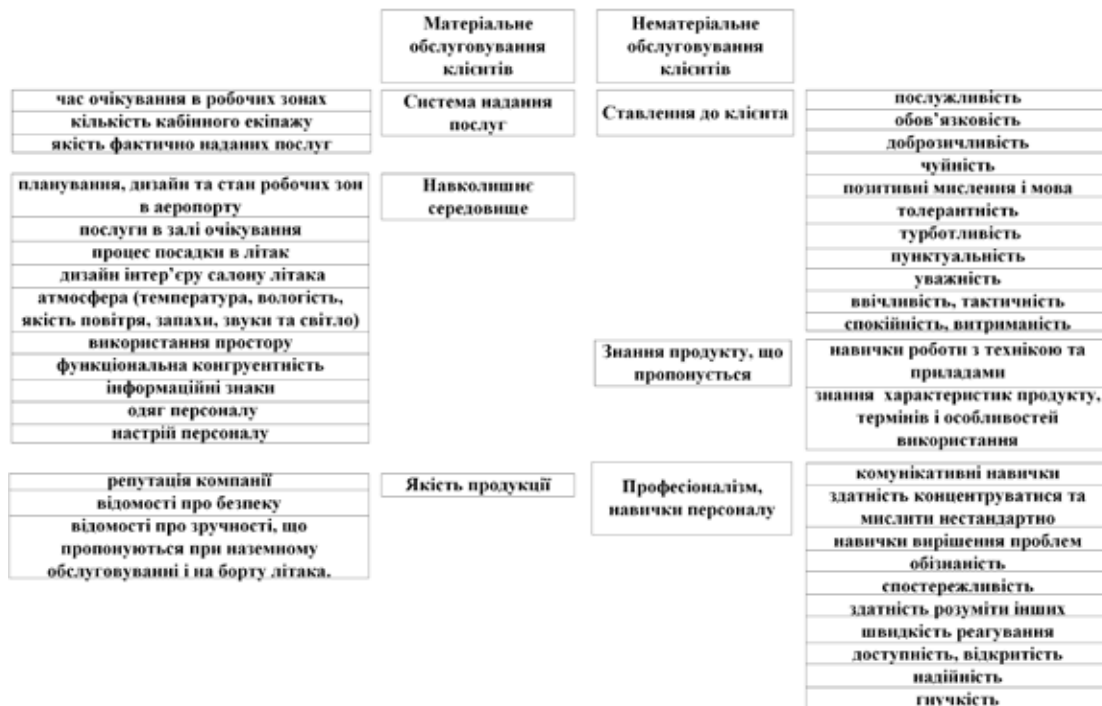 Матеріальне
обслуговування
клієнтів
Нематеріальне
обслуговування
клієнтів
час очікування в робочих зонах
кількість кабінного екіпажу
якість фактично наданих послуг
Система надання
послуг
Ставлення до клієнта
послужливість
обов’язковість
доброзичливість
чуйність
позитивні мислення і мова
толерантність
турботливість
пунктуальність
уважність
ввічливість, тактичність
спокійність, витриманість
планування, дизайн та стан робочих зон
в аеропорту
послуги в залі очікування
процес посадки в літак
дизайн інтер’єру салону літака
атмосфера (температура, вологість,
якість повітря, запахи, звуки та світло)
використання простору
функціональна конгруентність
інформаційні знаки
одяг персоналу
настрій персоналу
Навколишнє
середовище
Знання продукту, що
пропонується
навички роботи з технікою та
приладами
знання характеристик продукту,
термінів і особливостей
використання
репутація компанії
відомості про безпеку
відомості про зручності, що
пропонуються при наземному
обслуговуванні і на борту літака.
Якість продукції
Професіоналізм,
навички персоналу
комунікативні навички
здатність концентруватися та
мислити нестандартно
навички вирішення проблем
обізнаність
спостережливість
здатність розуміти інших
швидкість реагування
доступність, відкритість
надійність
гнучкість